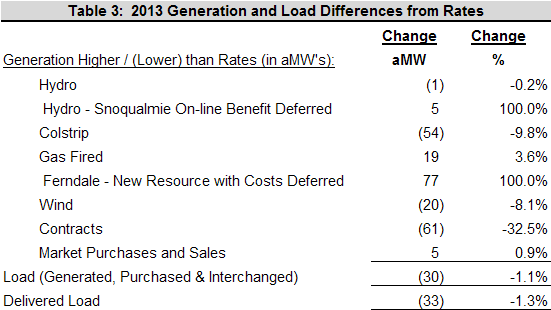 Table 3: 2013 Generation and Load Differences from Rates
Change Change
Generation Higher / (Lower) than Rates (in aMW's): aMW %
Hydro (1) -0.2%
Hydro - Snoqualmie On-line Benefit Deferred 5 100.0%
Colstrip (54) -9.8%
Gas Fired 19 3.6%
Ferndale - New Resource with Costs Deferred 77 100.0%
Wind (20) -8.1%
Contracts (61) -32.5%
Market Purchases and Sales 5 0.9%
Load (Generated, Purchased & Interchanged) (30) -1.1%
Delivered Load (33) -1.3%